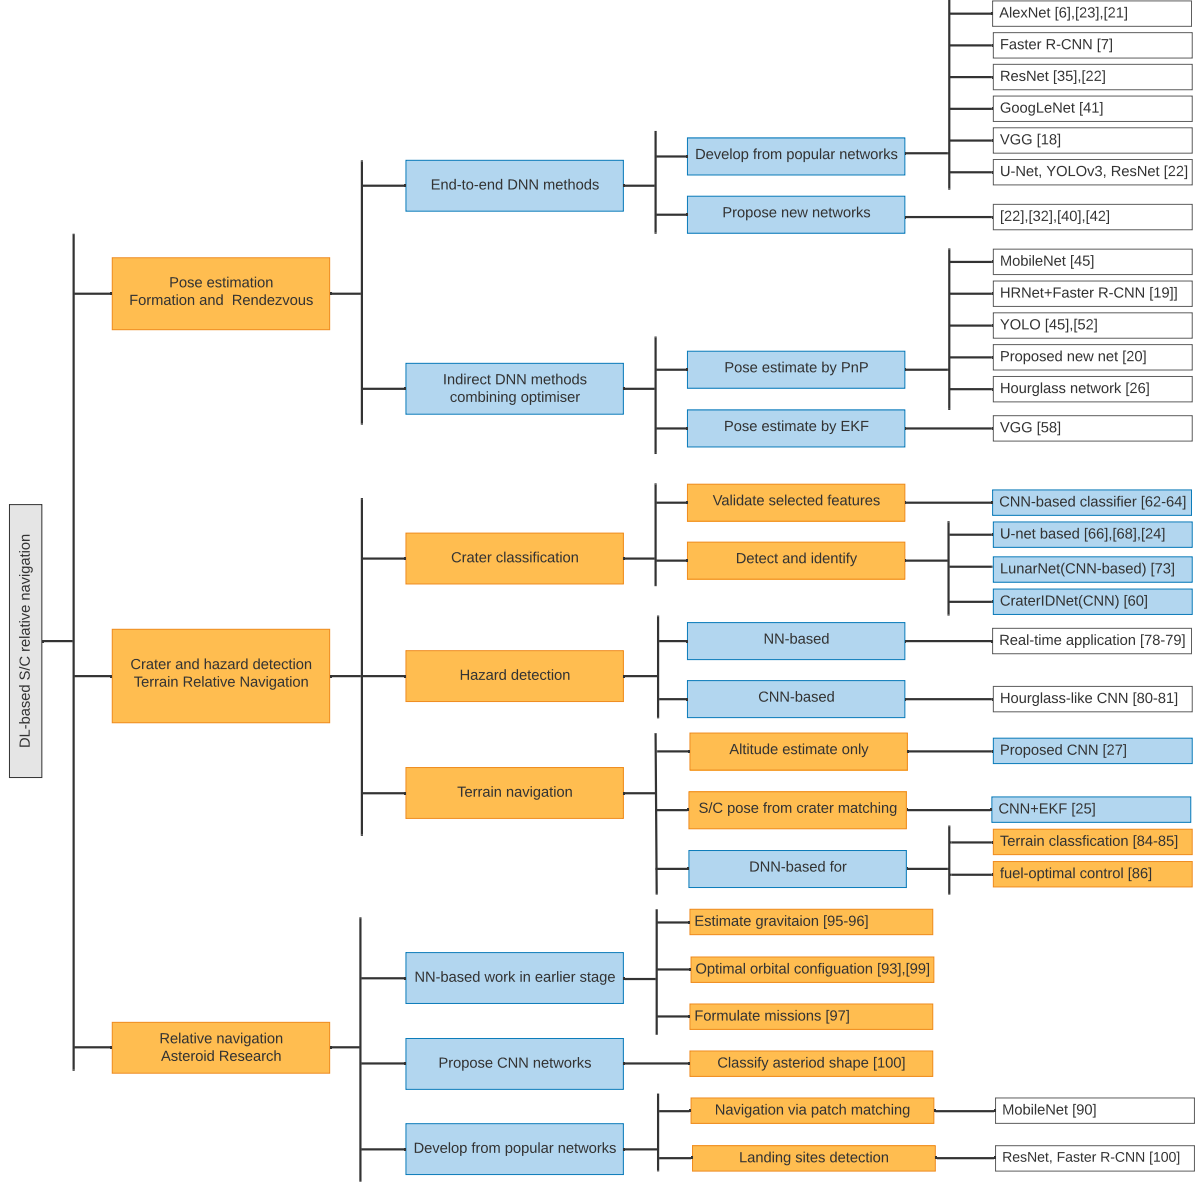 DL-based S/C relative navigation
Pose estimation
Formation and  Rendezvous
End-to-end DNN methods
Develop from popular networks
AlexNet [6],[23],[21]
Faster R-CNN [7]
ResNet [35],[22]
GoogLeNet [41]
VGG [18]
U-Net, YOLOv3, ResNet [22]
Propose new networks
[22],[32],[40],[42]
Indirect DNN methods
combining optimiser
Pose estimate by PnP
MobileNet [45]
HRNet+Faster R-CNN [19]]
YOLO [45],[52]
Proposed new net [20]
Hourglass network [26]
Pose estimate by EKF
VGG [58]
Crater and hazard detection
Terrain Relative Navigation
Crater classification
Validate selected features
CNN-based classifier [62-64]
Detect and identify
U-net based [66],[68],[24]
LunarNet(CNN-based) [73]
CraterIDNet(CNN) [60]
Hazard detection
NN-based
Real-time application [78-79]
CNN-based
Hourglass-like CNN [80-81]
Terrain navigation
Altitude estimate only
Proposed CNN [27]
S/C pose from crater matching
CNN+EKF [25]
DNN-based for
Terrain classfication [84-85]
fuel-optimal control [86]
Relative navigation
Asteroid Research
NN-based work in earlier stage
Estimate gravitaion [95-96]
Optimal orbital configuation [93],[99]
Formulate missions [97]
Propose CNN networks
Classify asteriod shape [100]
Develop from popular networks
Navigation via patch matching
MobileNet [90]
Landing sites detection
ResNet, Faster R-CNN [100]